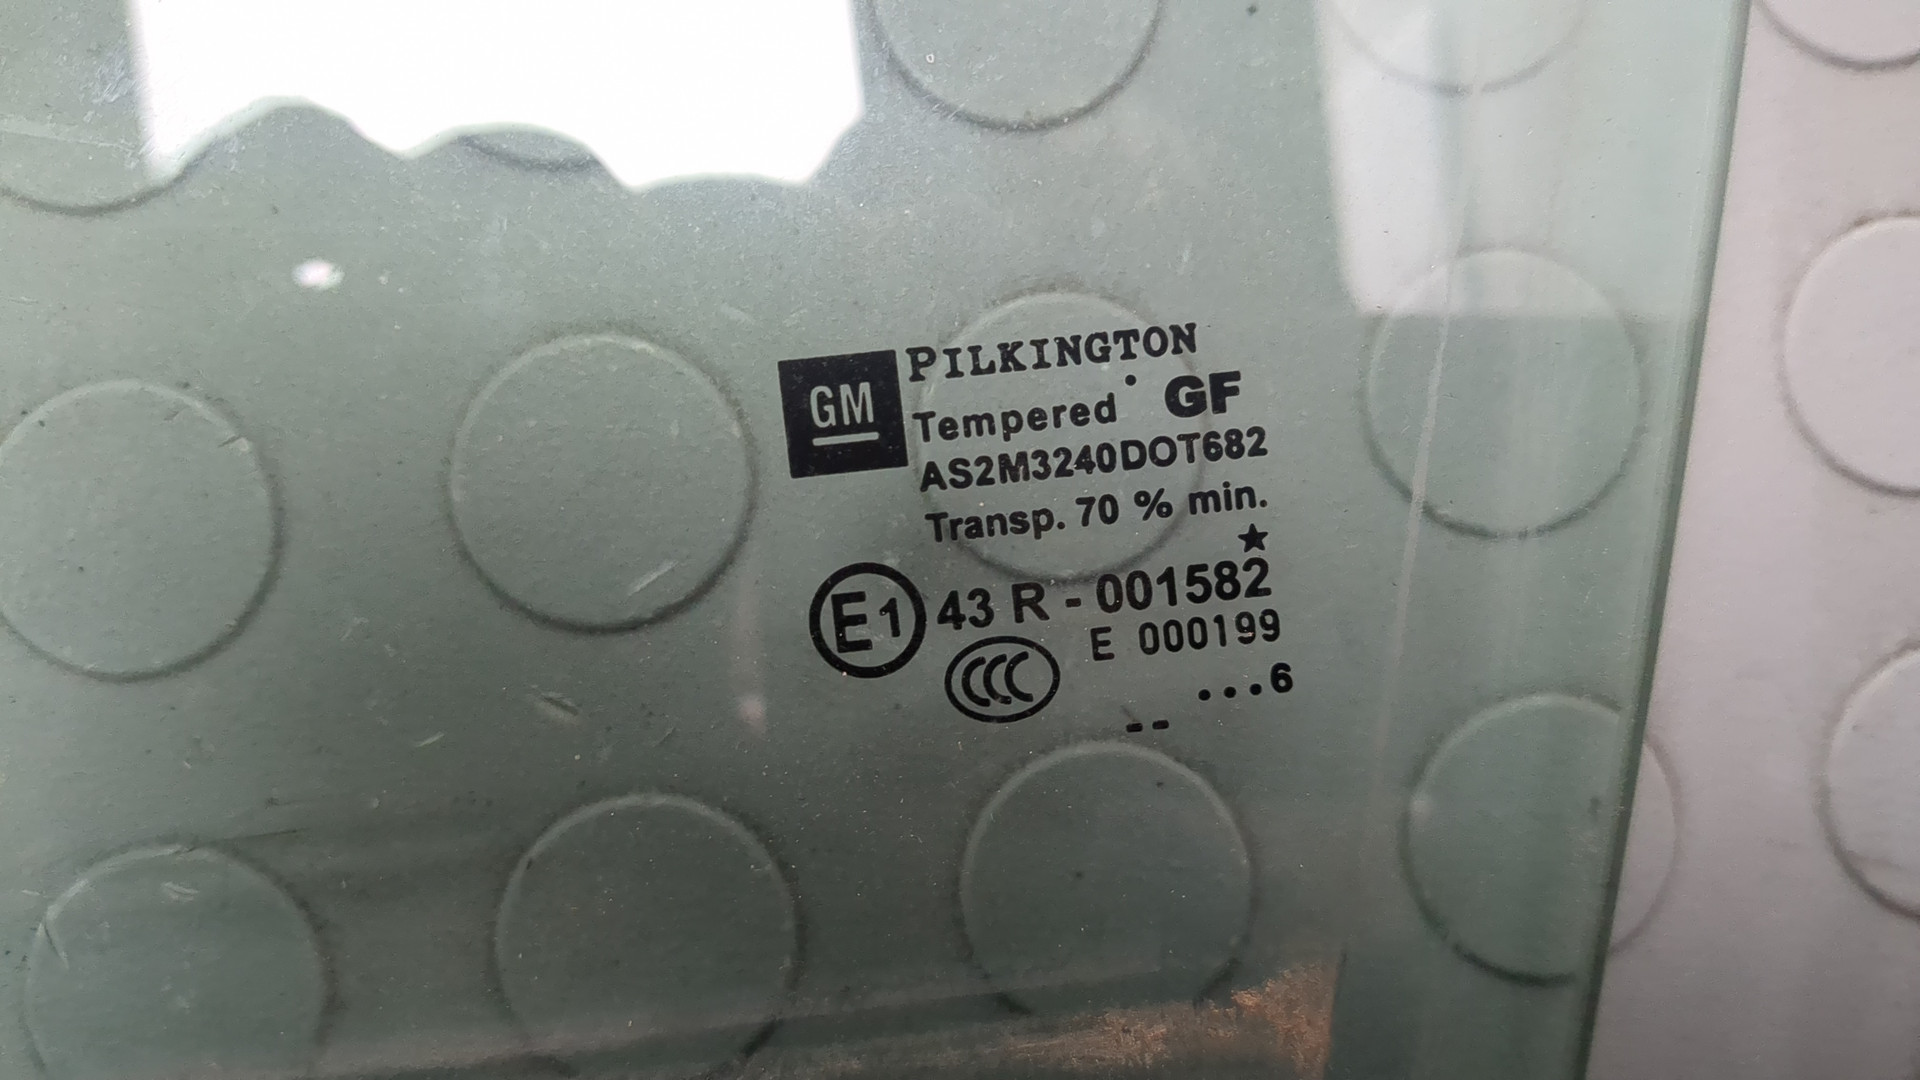 GM
PILKINGTON
Tempered GF
AS2M3240DOT682
Transp. 70 % min.
★
E1 43 R - 001582
CCC E 000199
...6
--